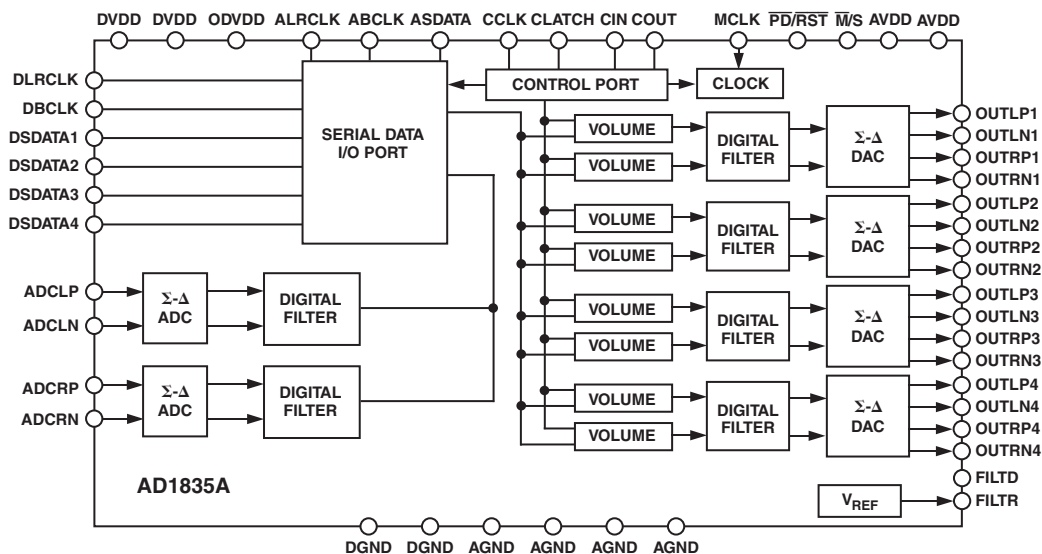 DVDD DVDD ODVDD ALRCLK ABCLK ASDATA CCLK CLATCH CIN COUT MCLK P̅D̅/R̅S̅T̅ M̅/S AVDD AVDD
DLRCLK
DBCLK
DSDATA1
DSDATA2
DSDATA3
DSDATA4
SERIAL DATA
I/O PORT
CONTROL PORT
CLOCK
VOLUME
VOLUME
DIGITAL
FILTER
Σ-Δ
DAC
OUTLP1
OUTLN1
OUTRP1
OUTRN1
VOLUME
VOLUME
DIGITAL
FILTER
Σ-Δ
DAC
OUTLP2
OUTLN2
OUTRP2
OUTRN2
ADCLP
ADCLN
Σ-Δ
ADC
DIGITAL
FILTER
VOLUME
VOLUME
DIGITAL
FILTER
Σ-Δ
DAC
OUTLP3
OUTLN3
OUTRP3
OUTRN3
ADCRP
ADCRN
Σ-Δ
ADC
DIGITAL
FILTER
VOLUME
VOLUME
DIGITAL
FILTER
Σ-Δ
DAC
OUTLP4
OUTLN4
OUTRP4
OUTRN4
AD1835A
VREF
FILTD
FILTR
DGND DGND AGND AGND AGND AGND